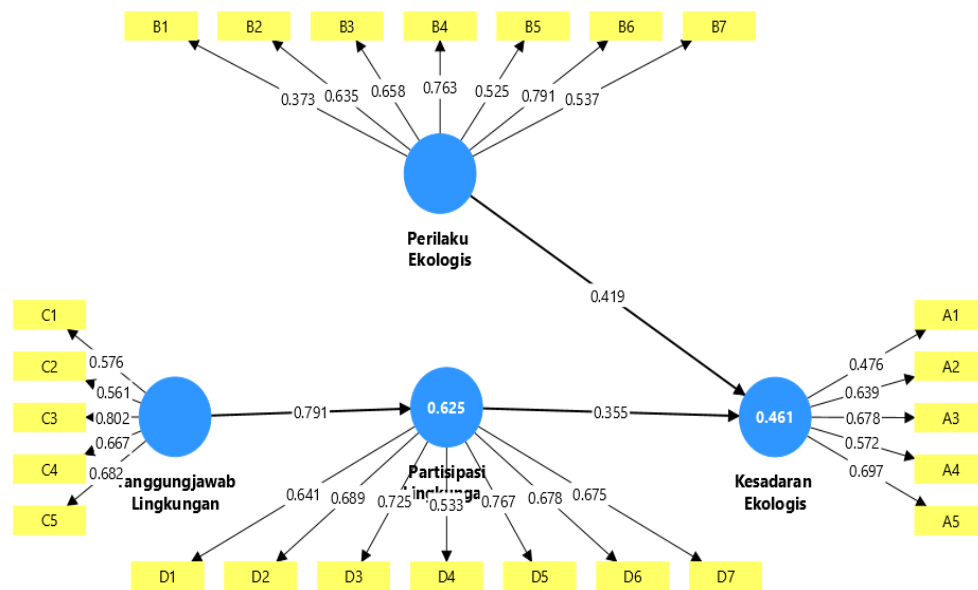 B1 B2 B3 B4 B5 B6 B7
0.373 0.635 0.658 0.763 0.525 0.791 0.537
Perilaku
Ekologis
0.419
C1
C2
C3
C4
C5
0.576
0.561
0.802
0.667
0.682
anggungjawab
Lingkungan
0.791
0.625
Partisipasi
0.355
0.461
Kesadaran
Ekologis
0.476
0.639
0.678
0.572
0.697
A1
A2
A3
A4
A5
0.641 0.689 0.725 0.533 0.767 0.678 0.675
D1 D2 D3 D4 D5 D6 D7